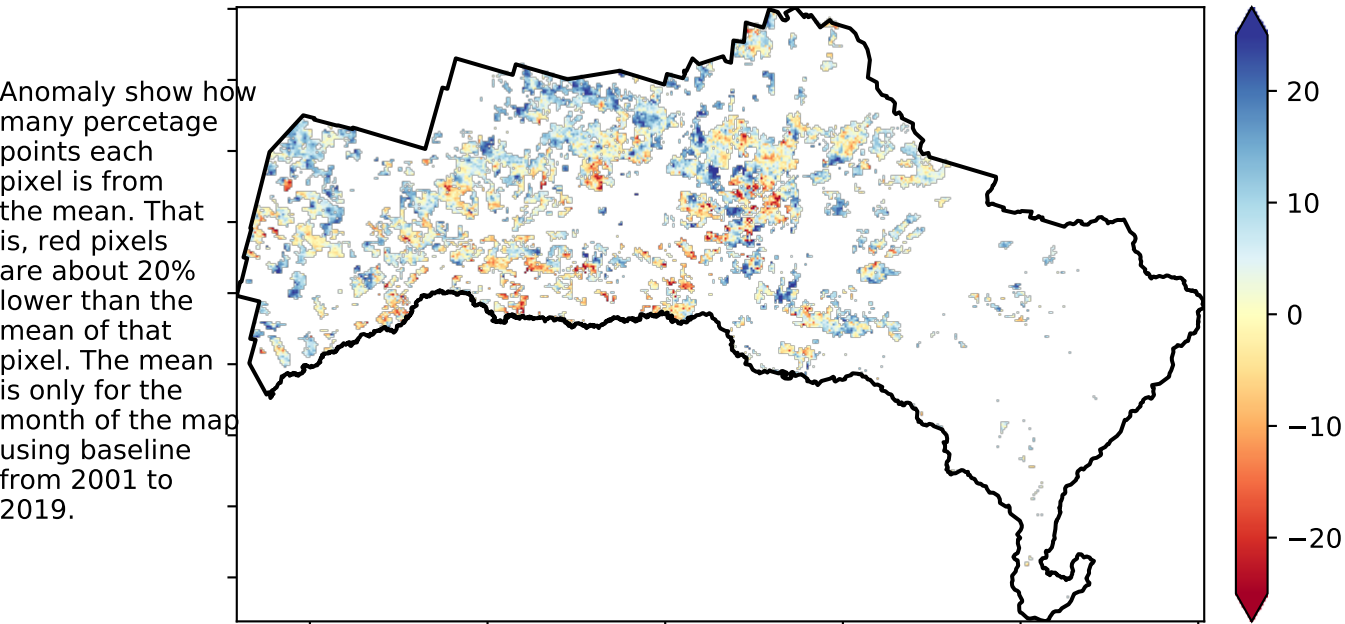 Anomaly show how
many percetage
points each
pixel is from
the mean. That
is, red pixels
are about 20%
lower than the
mean of that
pixel. The mean
is only for the
month of the map
using baseline
from 2001 to
2019.
20
10
0
−10
−20